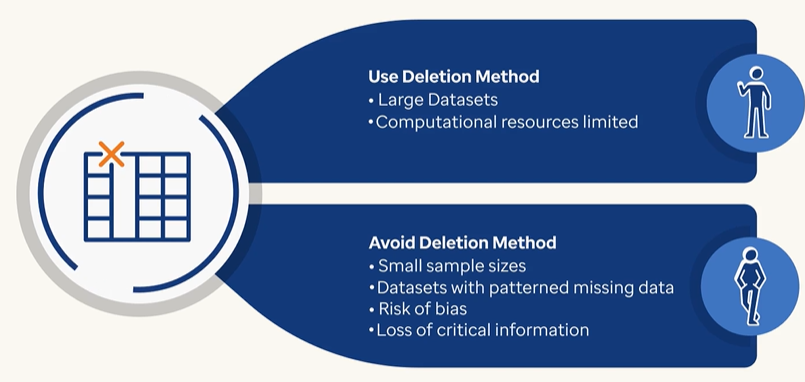 Use Deletion Method
• Large Datasets
• Computational resources limited
Avoid Deletion Method
• Small sample sizes
• Datasets with patterned missing data
• Risk of bias
• Loss of critical information